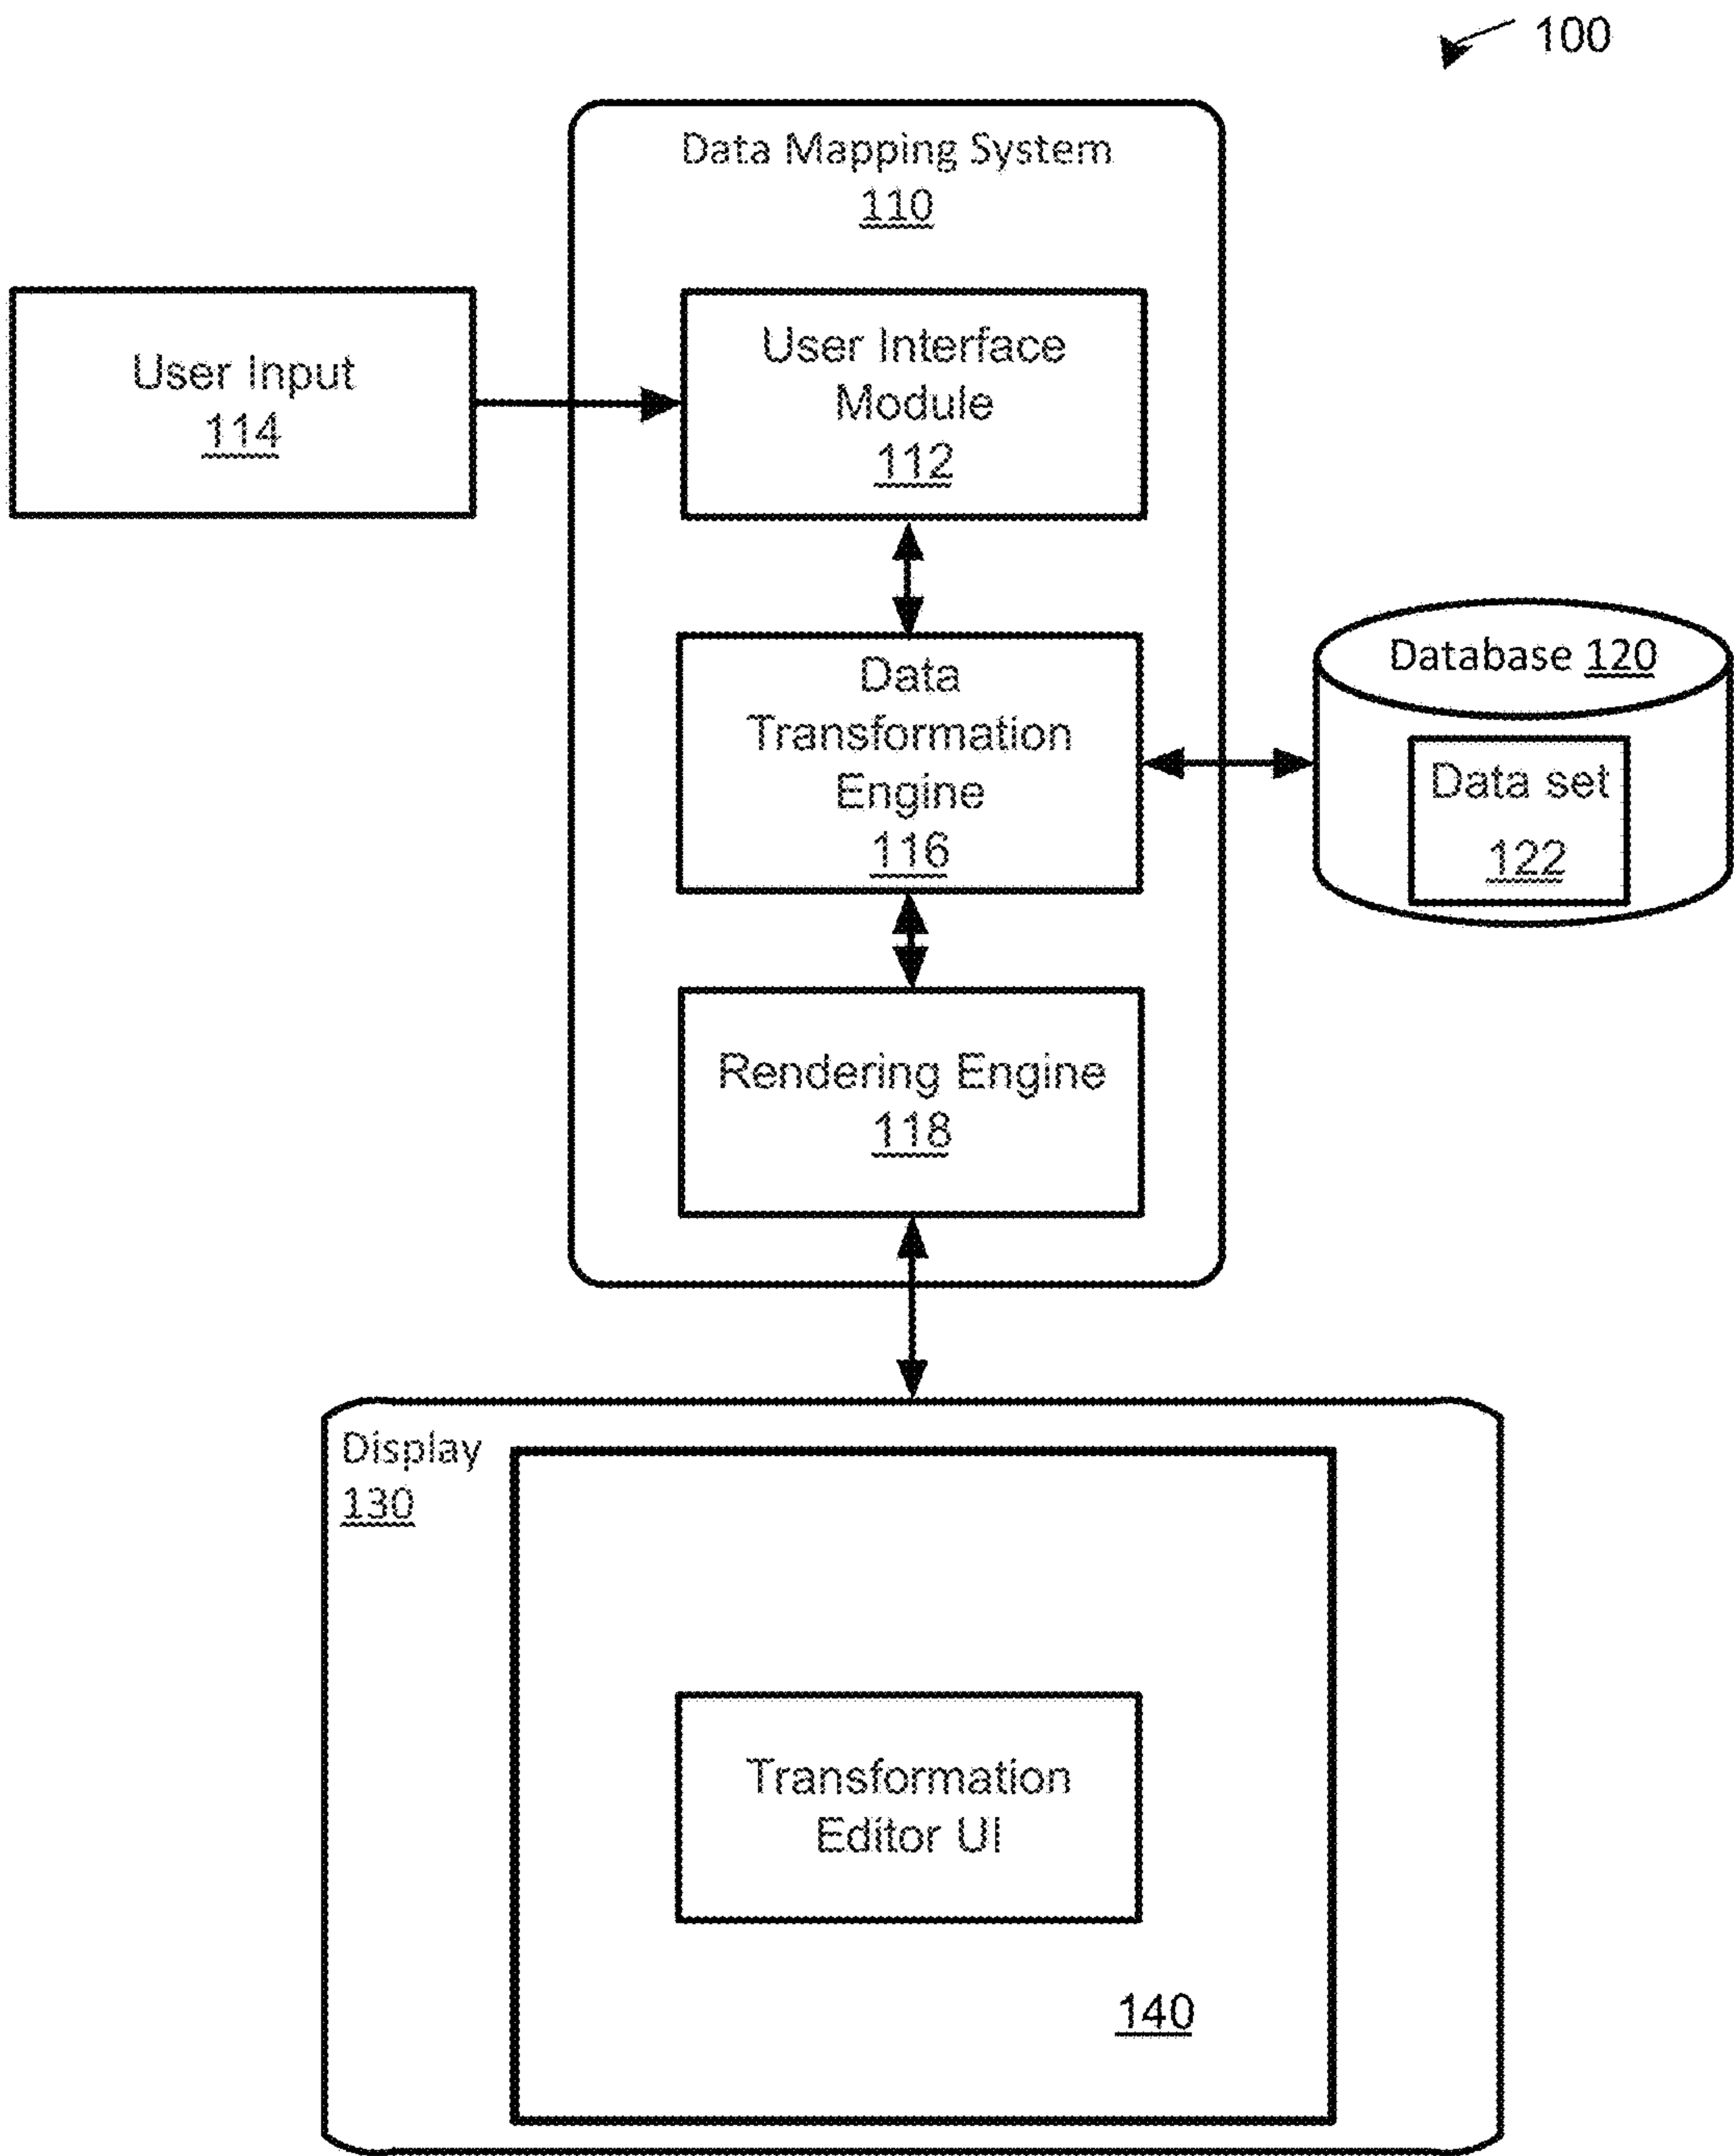 100
Data Mapping System
110
User Input
114
User Interface
Module
112
Data
Transformation
Engine
116
Database 120
Data set
122
Rendering Engine
118
Display
130
Transformation
Editor UI
140